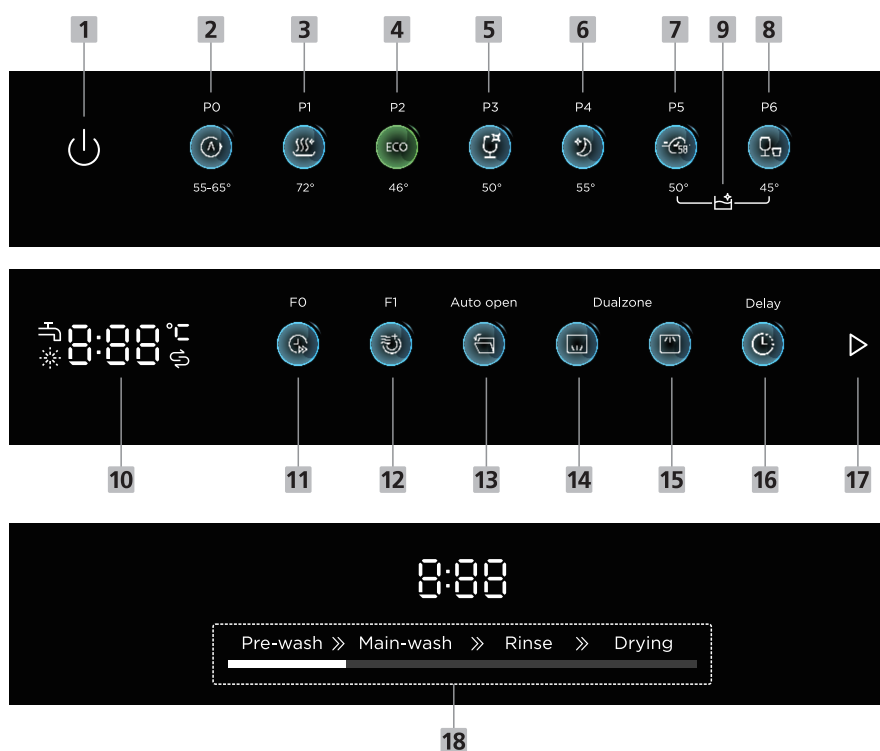 1 2 3 4 5 6 7 9 8
P0 P1 P2 P3 P4 P5 P6
ECO 58'
55-65° 72° 46° 50° 55° 50° 45°
F0 F1 Auto open Dualzone Delay
8:88 °C
10 11 12 13 14 15 16 17
8:88
Pre-wash » Main-wash » Rinse » Drying
18